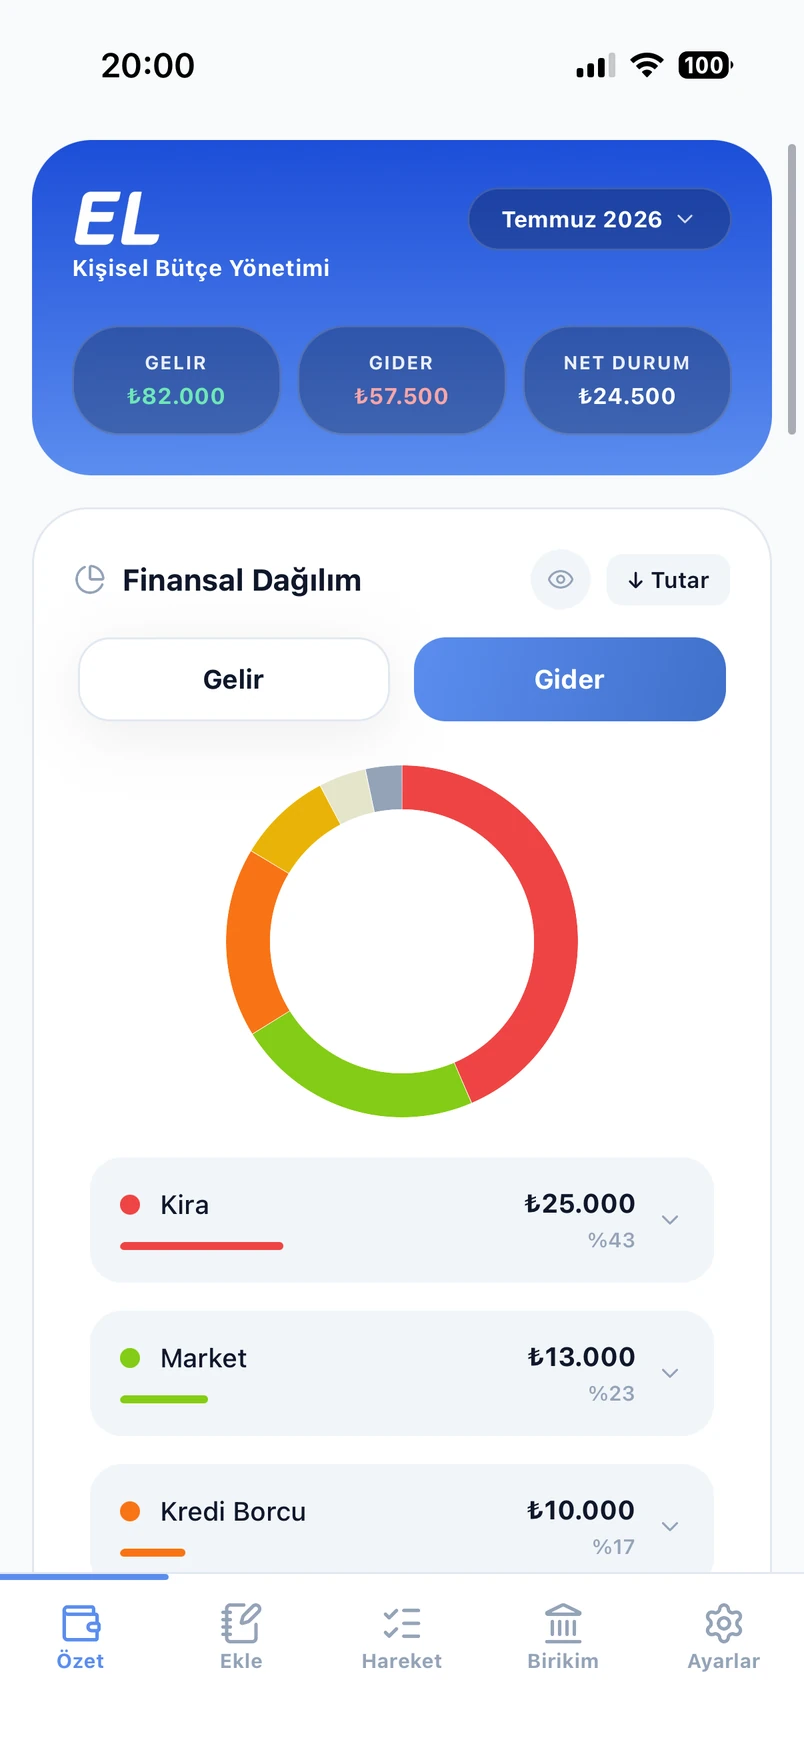 20:00
100
EL
Temmuz 2026
Kişisel Bütçe Yönetimi
GELIR
₺82.000
GIDER
₺57.500
NET DURUM
₺24.500
Finansal Dağılım
↓ Tutar
Gelir
Gider
Kira
₺25.000
%43
Market
₺13.000
%23
Kredi Borcu
₺10.000
%17
Özet
Ekle
Hareket
Birikim
Ayarlar